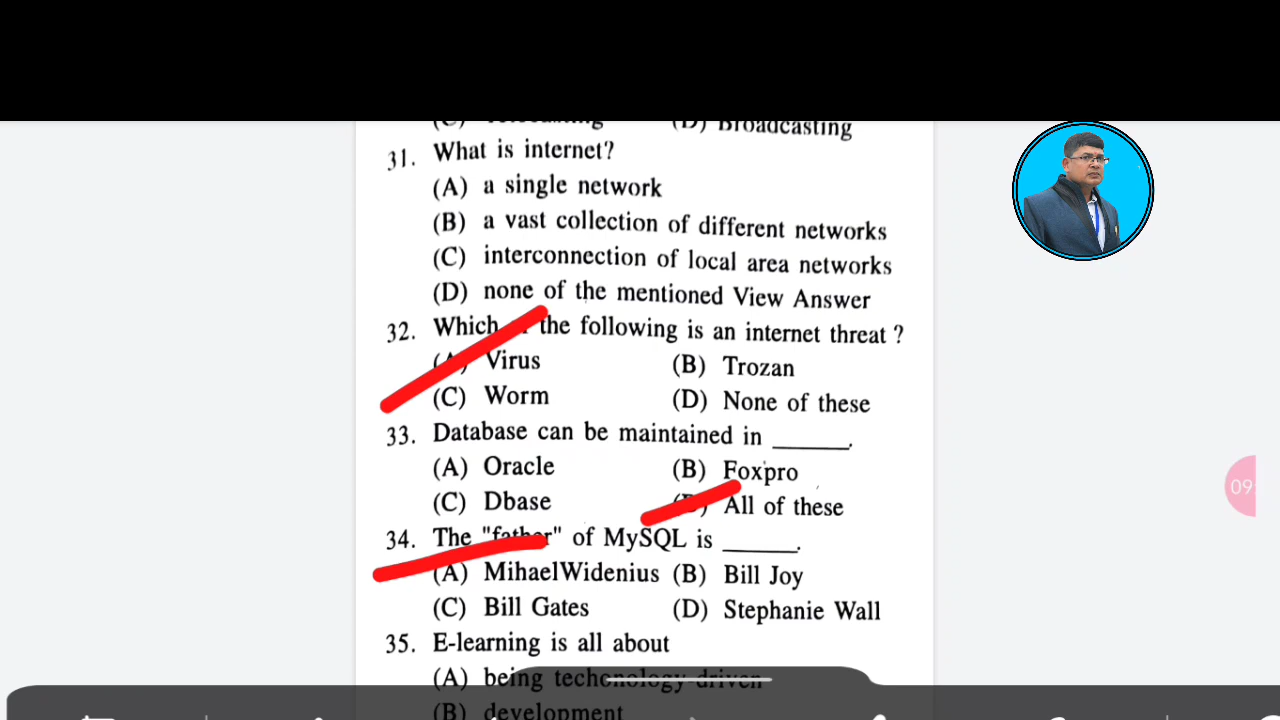 (D) Broadcasting
31. What is internet?
(A) a single network
(B) a vast collection of different networks
(C) interconnection of local area networks
(D) none of the mentioned View Answer
32. Which the following is an internet threat ?
Virus (B) Trozan
(C) Worm (D) None of these
33. Database can be maintained in ______.
(A) Oracle (B) Foxpro
(C) Dbase All of these
34. The "father" of MySQL is ______.
(A) MihaelWidenius (B) Bill Joy
(C) Bill Gates (D) Stephanie Wall
35. E-learning is all about
(A) being techonology-driven
(B) development
09